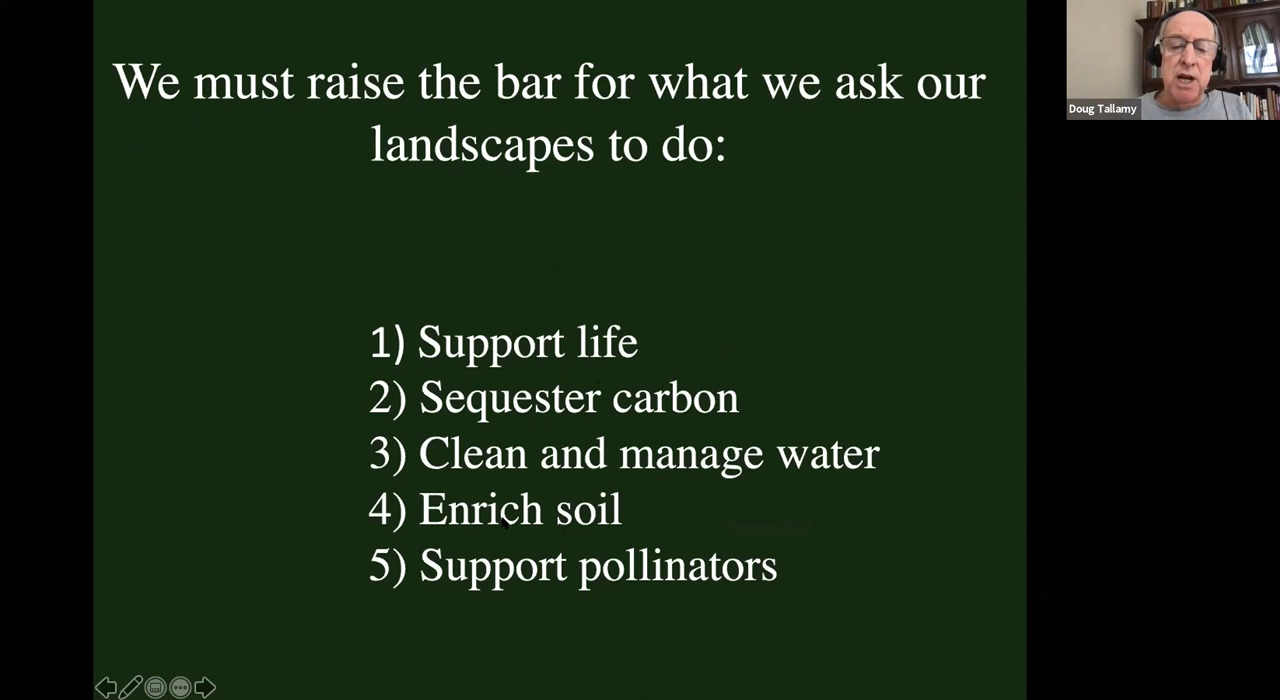 We must raise the bar for what we ask our
landscapes to do:
1) Support life
2) Sequester carbon
3) Clean and manage water
4) Enrich soil
5) Support pollinators
Doug Tallamy